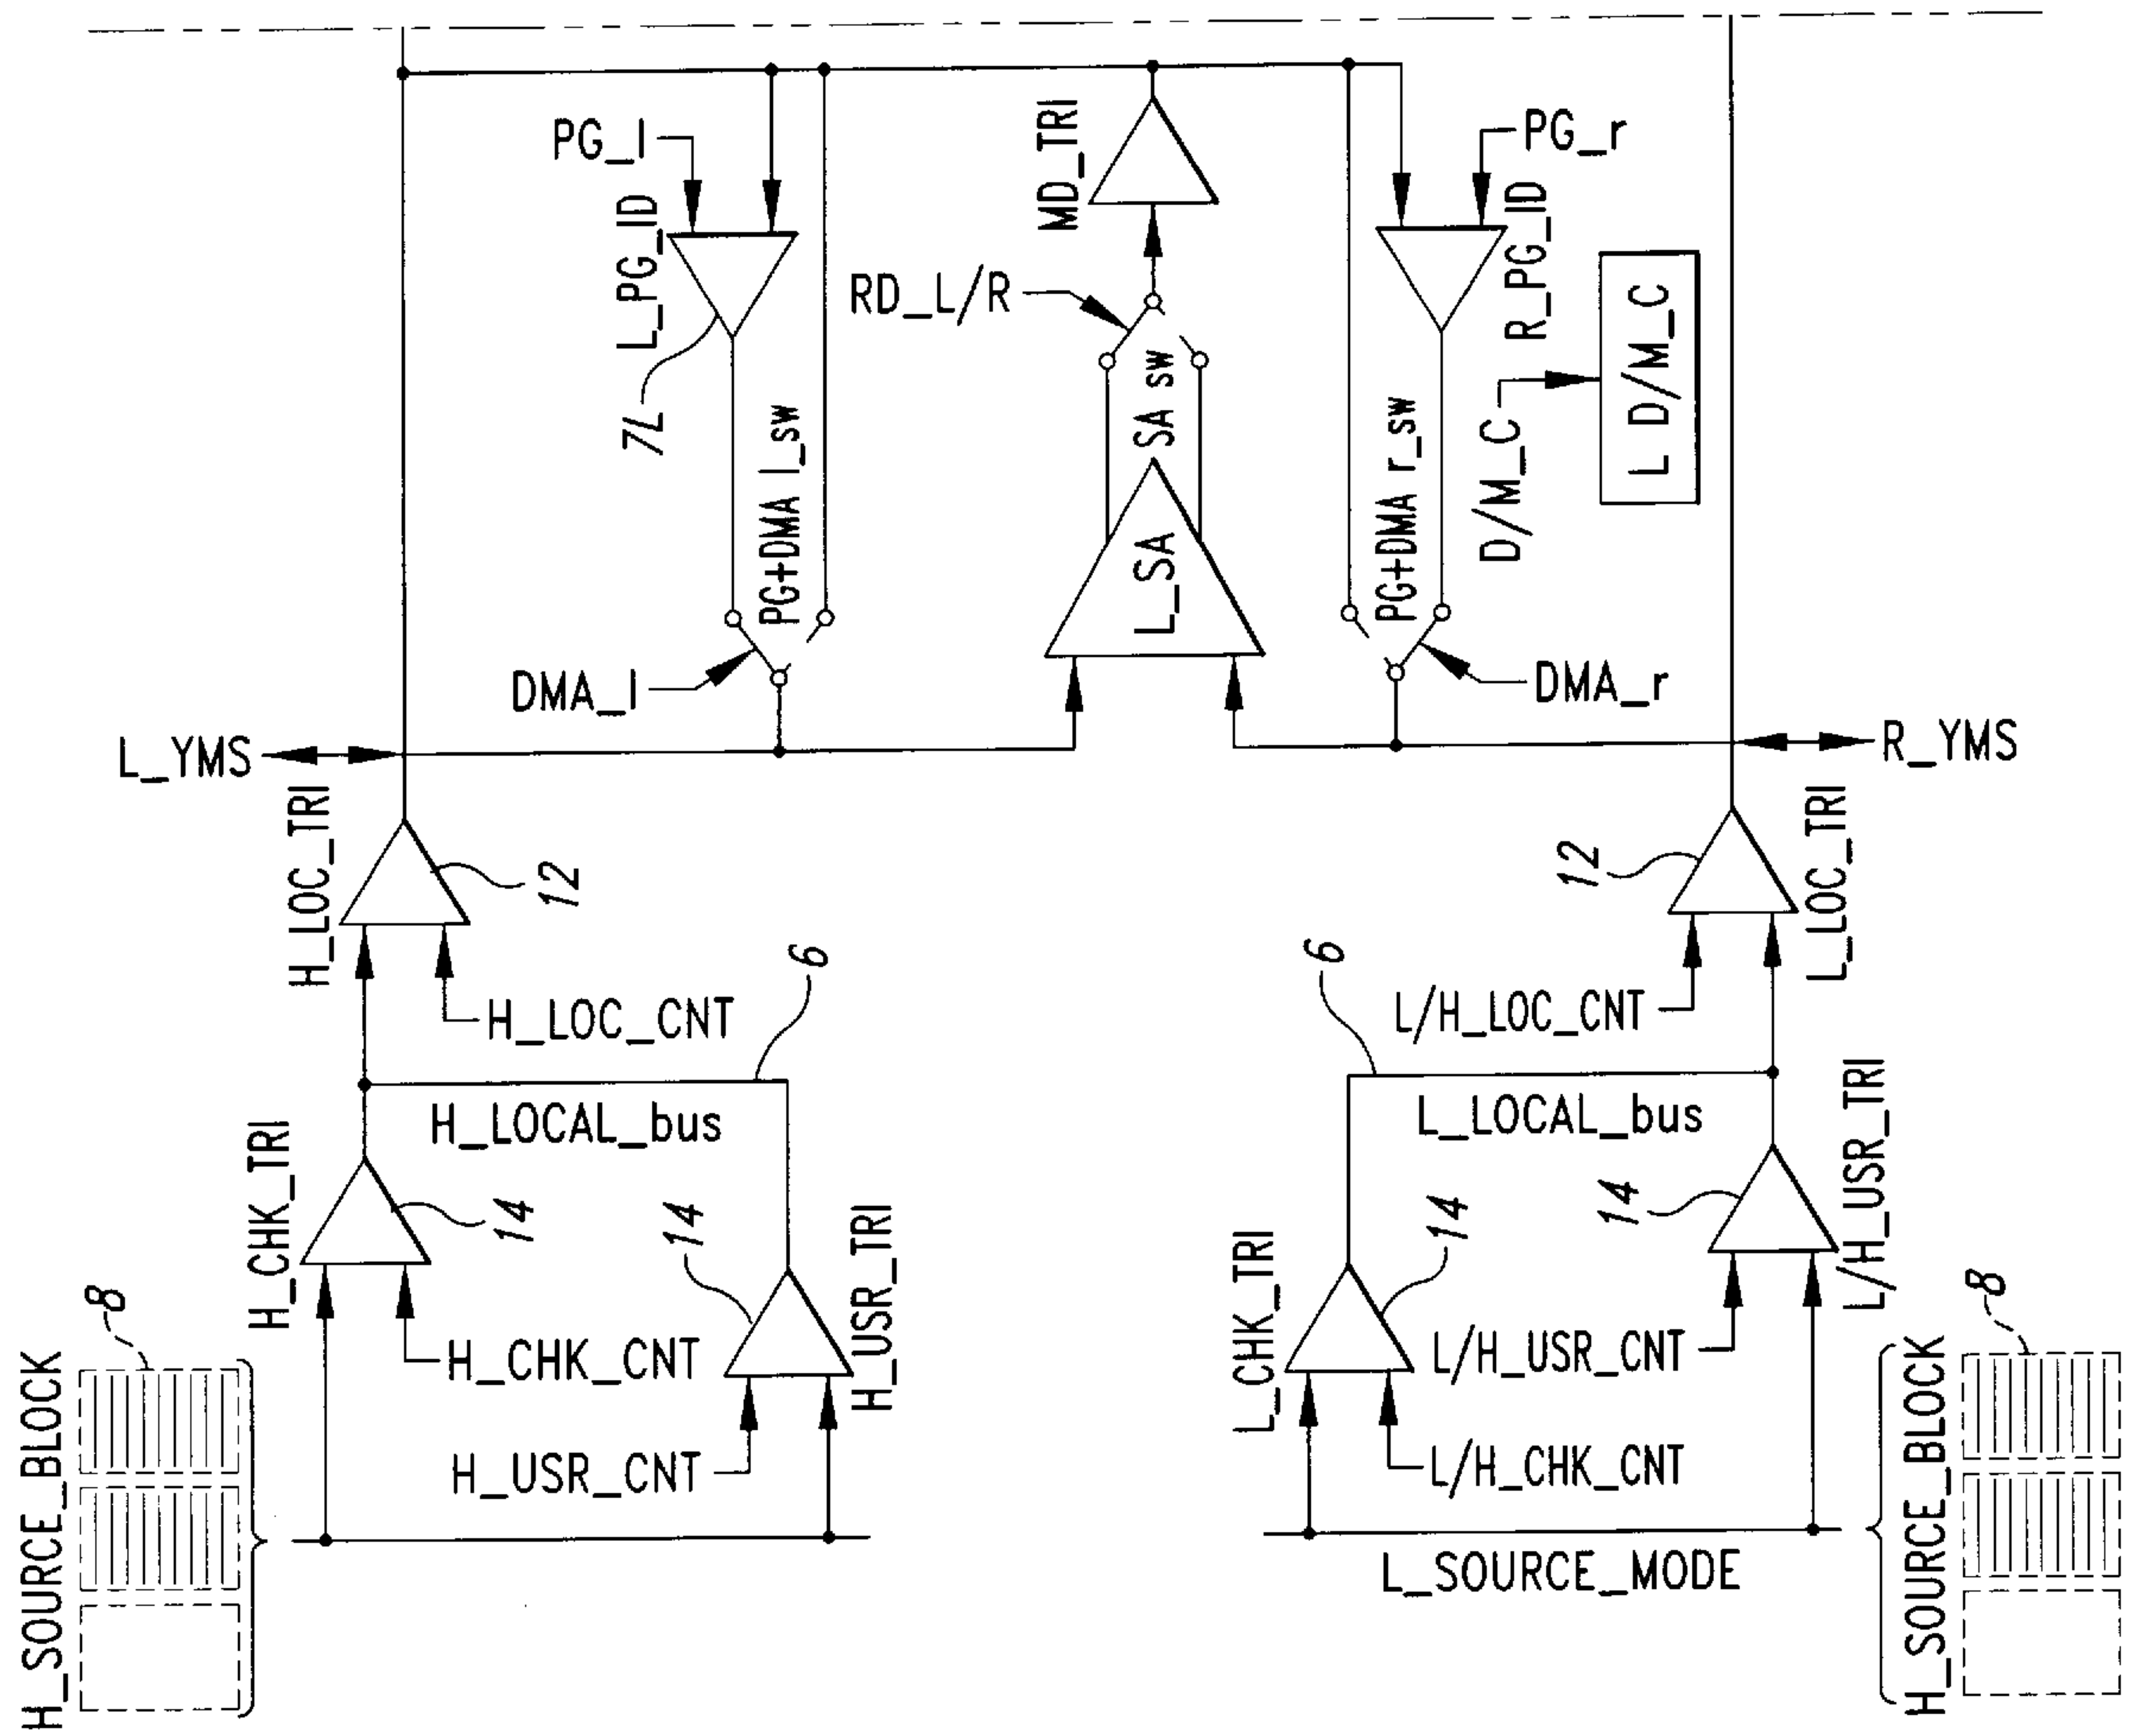 PG_l
L_PG_ID
7L
PG+DMA l_sw
DMA_l
L_YMS
MD_TRI
RD_L/R
SA sw
L_SA
PG_r
R_PG_ID
PG+DMA r_sw
D/M_C
L D/M_C
DMA_r
R_YMS
H_LOC_TRI
12
H_LOC_CNT
6
H_LOCAL_bus
H_CHK_TRI
14
H_CHK_CNT
14
H_USR_TRI
H_USR_CNT
8
H_SOURCE_BLOCK
12
L_LOC_TRI
L/H_LOC_CNT
6
L_LOCAL_bus
L_CHK_TRI
14
14
L/H_USR_TRI
L/H_USR_CNT
L/H_CHK_CNT
L_SOURCE_MODE
8
H_SOURCE_BLOCK